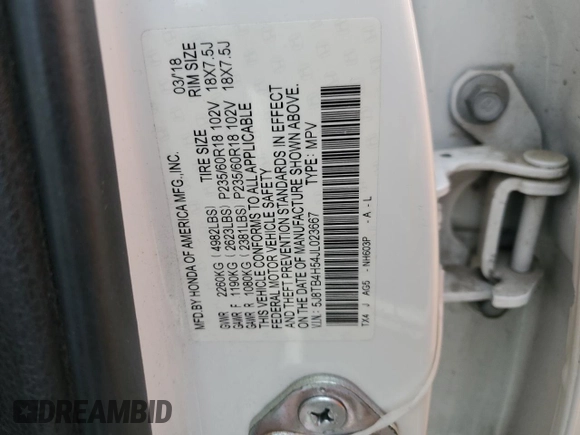 MFD.BY HONDA OF AMERICA MFG., INC. 03/18
TIRE SIZE RIM SIZE
GVWR 2260KG (4982LBS)
GAWR F 1190KG (2623LBS) P235/60R18 102V 18X7.5J
GAWR R 1080KG (2381LBS) P235/60R18 102V 18X7.5J
THIS VEHICLE CONFORMS TO ALL APPLICABLE
FEDERAL MOTOR VEHICLE SAFETY
AND THEFT PREVENTION STANDARDS IN EFFECT
ON THE DATE OF MANUFACTURE SHOWN ABOVE.
V.I.N.: 5J8TB4H54JL023667 TYPE: MPV
TX4 J AG5 - NH603P - A - L
DREAMBID